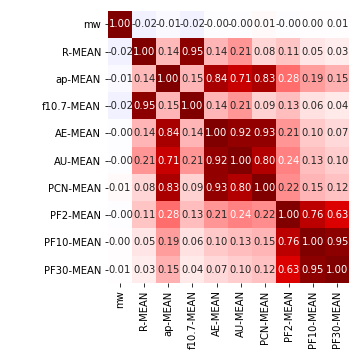 mw 1.00 -0.02 -0.01 -0.02 -0.00 -0.00 0.01 -0.00 0.00 0.01
R-MEAN -0.02 1.00 0.14 0.95 0.14 0.21 0.08 0.11 0.05 0.03
ap-MEAN -0.01 0.14 1.00 0.15 0.84 0.71 0.83 0.28 0.19 0.15
f10.7-MEAN -0.02 0.95 0.15 1.00 0.14 0.21 0.09 0.13 0.06 0.04
AE-MEAN -0.00 0.14 0.84 0.14 1.00 0.92 0.93 0.21 0.10 0.07
AU-MEAN -0.00 0.21 0.71 0.21 0.92 1.00 0.80 0.24 0.13 0.10
PCN-MEAN 0.01 0.08 0.83 0.09 0.93 0.80 1.00 0.22 0.15 0.12
PF2-MEAN -0.00 0.11 0.28 0.13 0.21 0.24 0.22 1.00 0.76 0.63
PF10-MEAN 0.00 0.05 0.19 0.06 0.10 0.13 0.15 0.76 1.00 0.95
PF30-MEAN 0.01 0.03 0.15 0.04 0.07 0.10 0.12 0.63 0.95 1.00
mw
R-MEAN
ap-MEAN
f10.7-MEAN
AE-MEAN
AU-MEAN
PCN-MEAN
PF2-MEAN
PF10-MEAN
PF30-MEAN